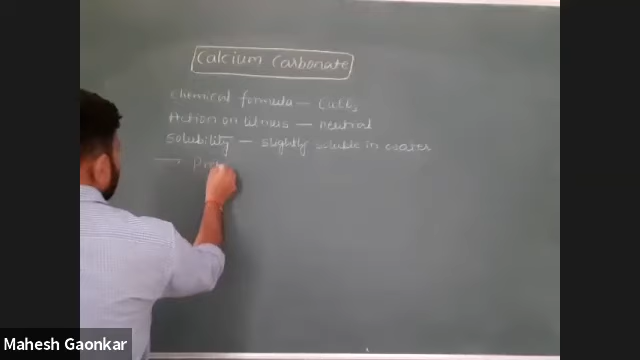 Calcium Carbonate
Chemical formula — CaCO3
Action on litmus — neutral
Solubility — slightly soluble in water
Mahesh Gaonkar